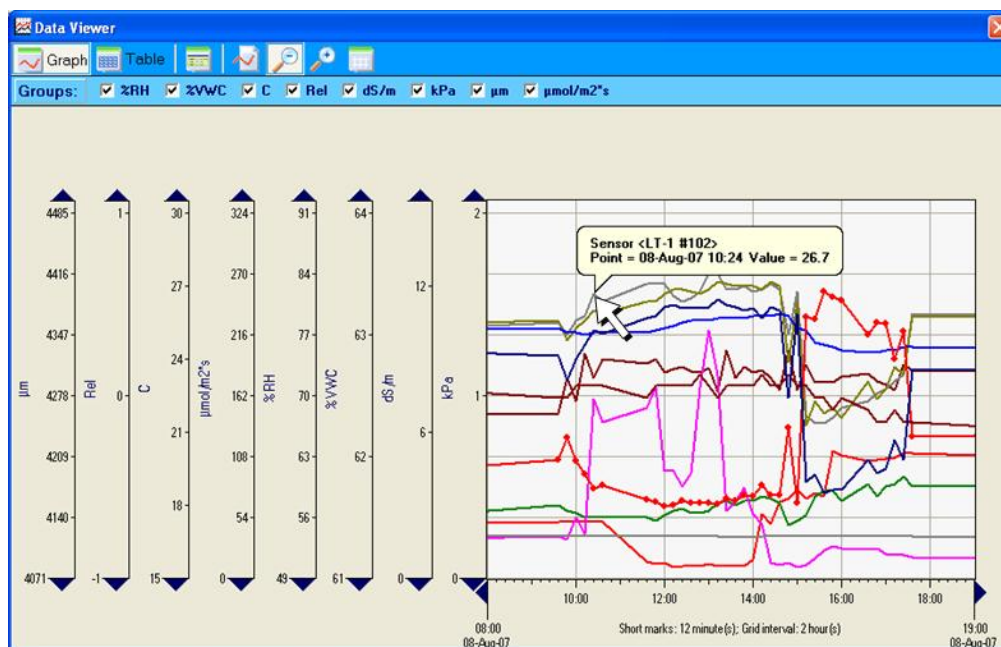 Data Viewer
Graph Table
Groups: %RH %VWC C Rel dS/m kPa µm µmol/m2*s
4485 1 30 324 91 64 2
4416 27 270 84 12
4347 216 77 63
24
4278 0 162 70 1
21 6
4209 108 63 62
18
4140 54 56
4071 -1 15 0 49 61 0 0
µm Rel C µmol/m2*s %RH %VWC dS/m kPa
Sensor <LT-1 #102>
Point = 08-Aug-07 10:24 Value = 26.7
10:00 12:00 14:00 16:00 18:00
08:00 Short marks: 12 minute(s); Grid interval: 2 hour(s) 19:00
08-Aug-07 08-Aug-07